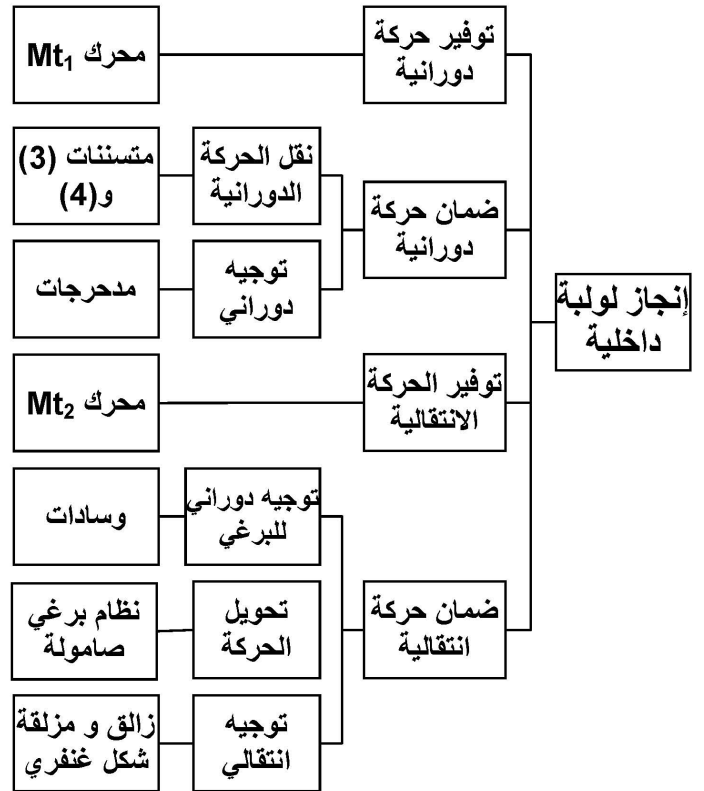 توفير حركة
دورانية
محرك Mt₁
نقل الحركة
الدورانية
متسننات (3)
و(4)
ضمان حركة
دورانية
توجيه
دوراني
مدحرجات
إنجاز لولبة
داخلية
توفير الحركة
الانتقالية
محرك Mt₂
توجيه دوراني
للبرغي
وسادات
ضمان حركة
انتقالية
تحويل
الحركة
نظام برغي
صامولة
توجيه
انتقالي
زالق و مزلقة
شكل غنفري